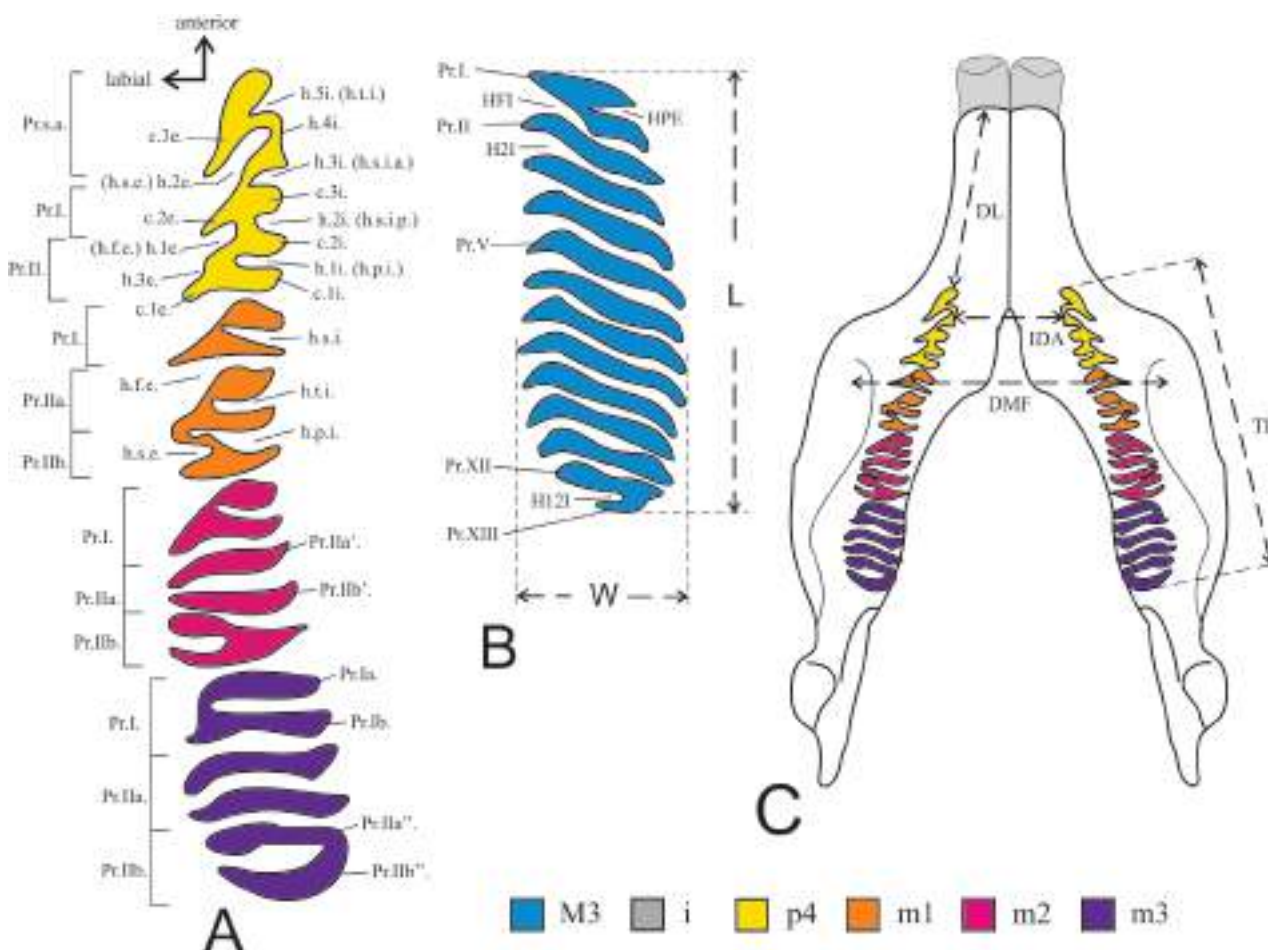 anterior
labial
Pr.s.a.
h.5i. (h.t.i.)
h.4i.
c.3e.
h.3i. (h.s.i.a.)
(h.s.e.) h.2e.
Pr.I.
c.3i.
c.2e.
h.2i. (h.s.i.p.)
(h.f.e.) h.1e.
c.2i.
Pr.II.
h.3e.
h.1i. (h.p.i.)
c.1i.
c.1e.
Pr.I.
h.s.i.
h.f.e.
Pr.IIa.
h.t.i.
h.p.i.
h.s.e.
Pr.IIb.
Pr.I.
Pr.IIa'.
Pr.IIa.
Pr.IIb'.
Pr.IIb.
Pr.Ia.
Pr.I.
Pr.Ib.
Pr.IIa.
Pr.IIa''.
Pr.IIb.
Pr.IIb''.
A
Pr.I.
HFI
HPE
Pr.II
H2I
Pr.V
L
Pr.XII
H12I
Pr.XIII
W
B
DL
IDA
DMF
C
M3
i
p4
m1
m2
m3